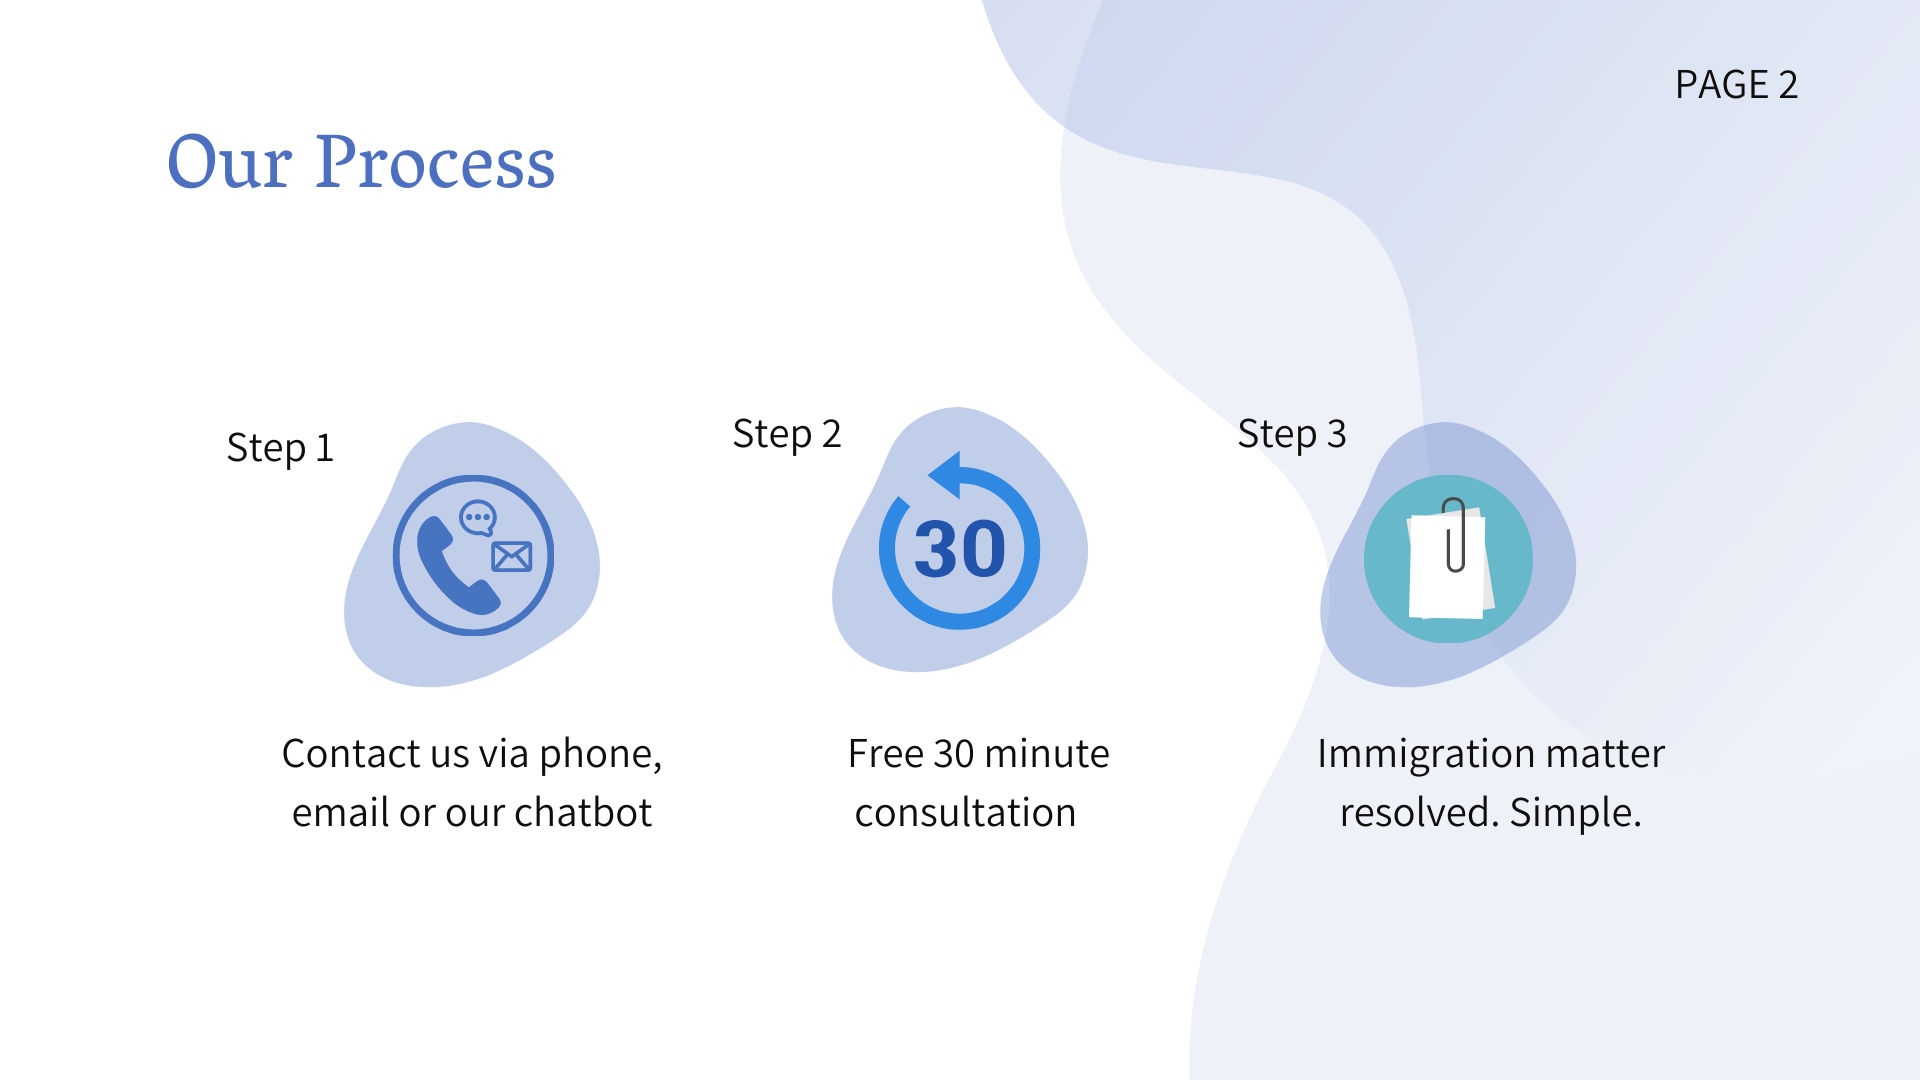 PAGE 2
Our Process
Step 1
Step 2
Step 3
30
Contact us via phone,
email or our chatbot
Free 30 minute
consultation
Immigration matter
resolved. Simple.